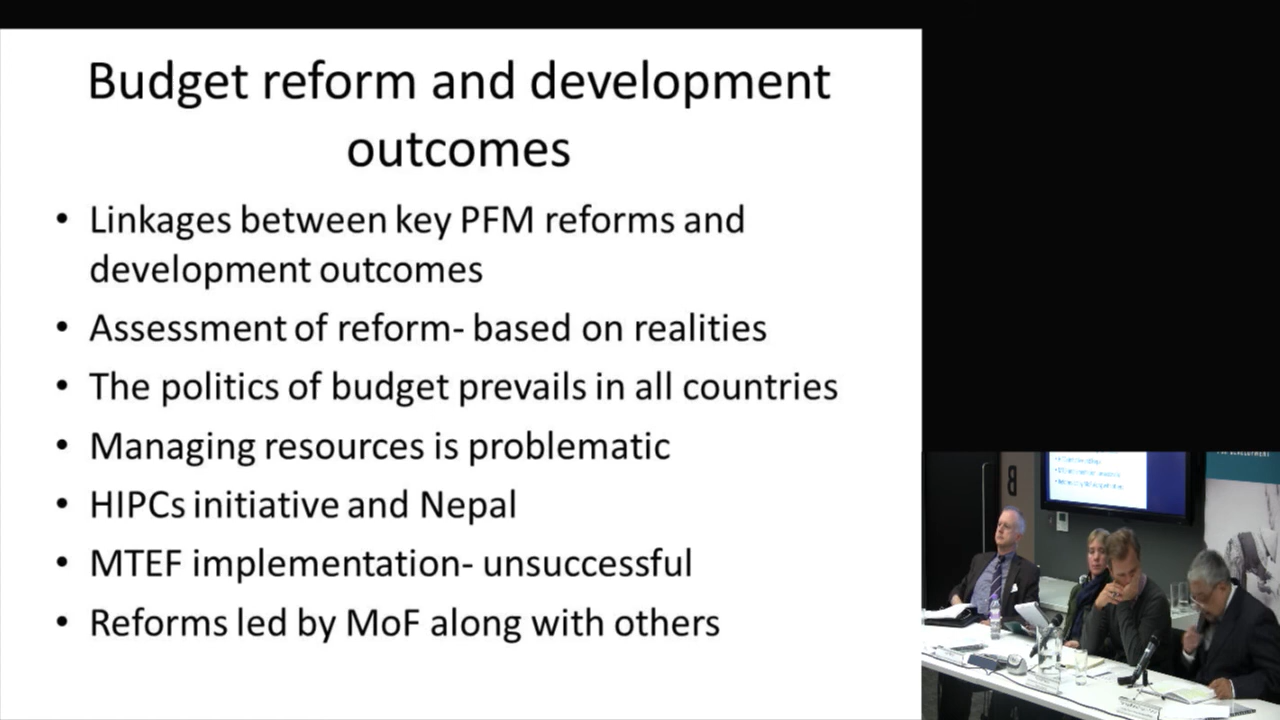 Budget reform and development
outcomes
• Linkages between key PFM reforms and
development outcomes
• Assessment of reform- based on realities
• The politics of budget prevails in all countries
• Managing resources is problematic
• HIPCs initiative and Nepal
• MTEF implementation- unsuccessful
• Reforms led by MoF along with others
B